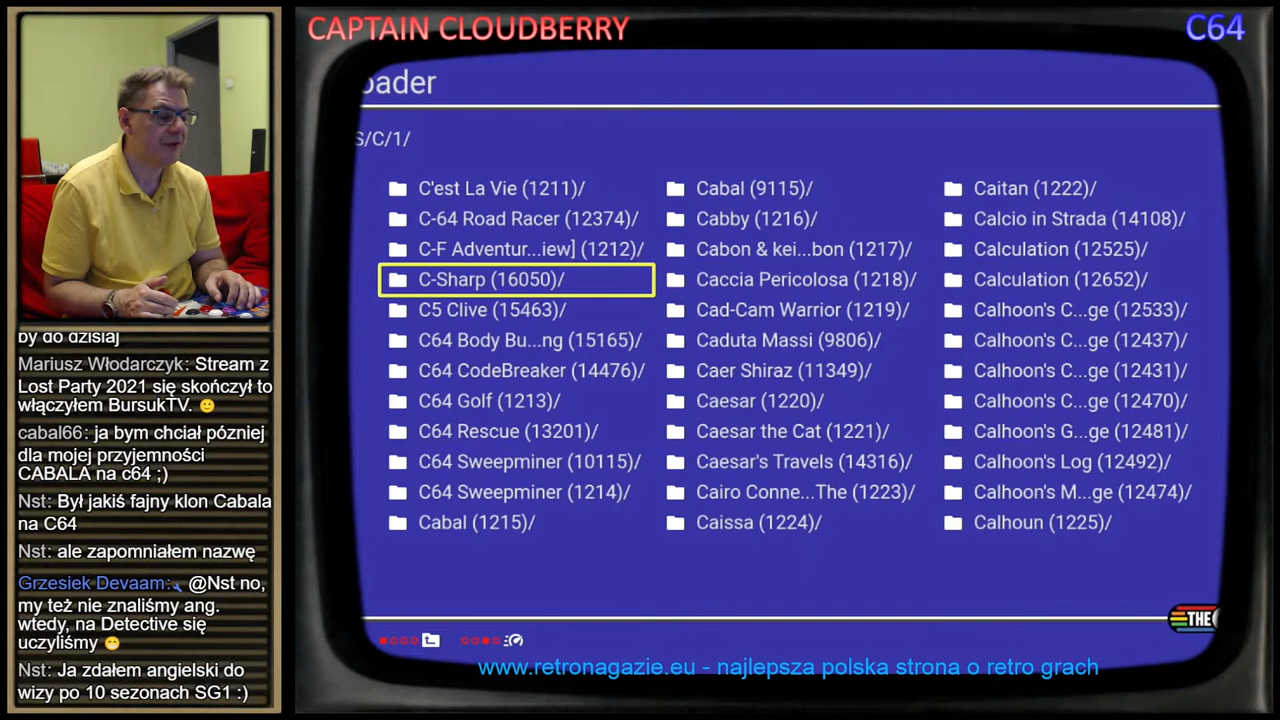 CAPTAIN CLOUDBERRY
C64
oader
S/C/1/
C'est La Vie (1211)/
C-64 Road Racer (12374)/
C-F Adventur...iew] (1212)/
C-Sharp (16050)/
C5 Clive (15463)/
C64 Body Bu...ng (15165)/
C64 CodeBreaker (14476)/
C64 Golf (1213)/
C64 Rescue (13201)/
C64 Sweepminer (10115)/
C64 Sweepminer (1214)/
Cabal (1215)/
Cabal (9115)/
Cabby (1216)/
Cabon & kei...bon (1217)/
Caccia Pericolosa (1218)/
Cad-Cam Warrior (1219)/
Caduta Massi (9806)/
Caer Shiraz (11349)/
Caesar (1220)/
Caesar the Cat (1221)/
Caesar's Travels (14316)/
Cairo Conne...The (1223)/
Caissa (1224)/
Caitan (1222)/
Calcio in Strada (14108)/
Calculation (12525)/
Calculation (12652)/
Calhoon's C...ge (12533)/
Calhoon's C...ge (12437)/
Calhoon's C...ge (12431)/
Calhoon's C...ge (12470)/
Calhoon's G...ge (12481)/
Calhoon's Log (12492)/
Calhoon's M...ge (12474)/
Calhoun (1225)/
THE
www.retronagazie.eu - najlepsza polska strona o retro grach
by do dzisiaj
Mariusz Włodarczyk: Stream z
Lost Party 2021 się skończył to
włączyłem BursukTV. 🙂
cabal66: ja bym chciał pózniej
dla mojej przyjemności
CABALA na c64 ;)
Nst: Był jakiś fajny klon Cabala
na C64
Nst: ale zapomniałem nazwę
Grzesiek Devaam: @Nst no,
my też nie znaliśmy ang.
wtedy, na Detective się
uczyliśmy 😁
Nst: Ja zdałem angielski do
wizy po 10 sezonach SG1 :)